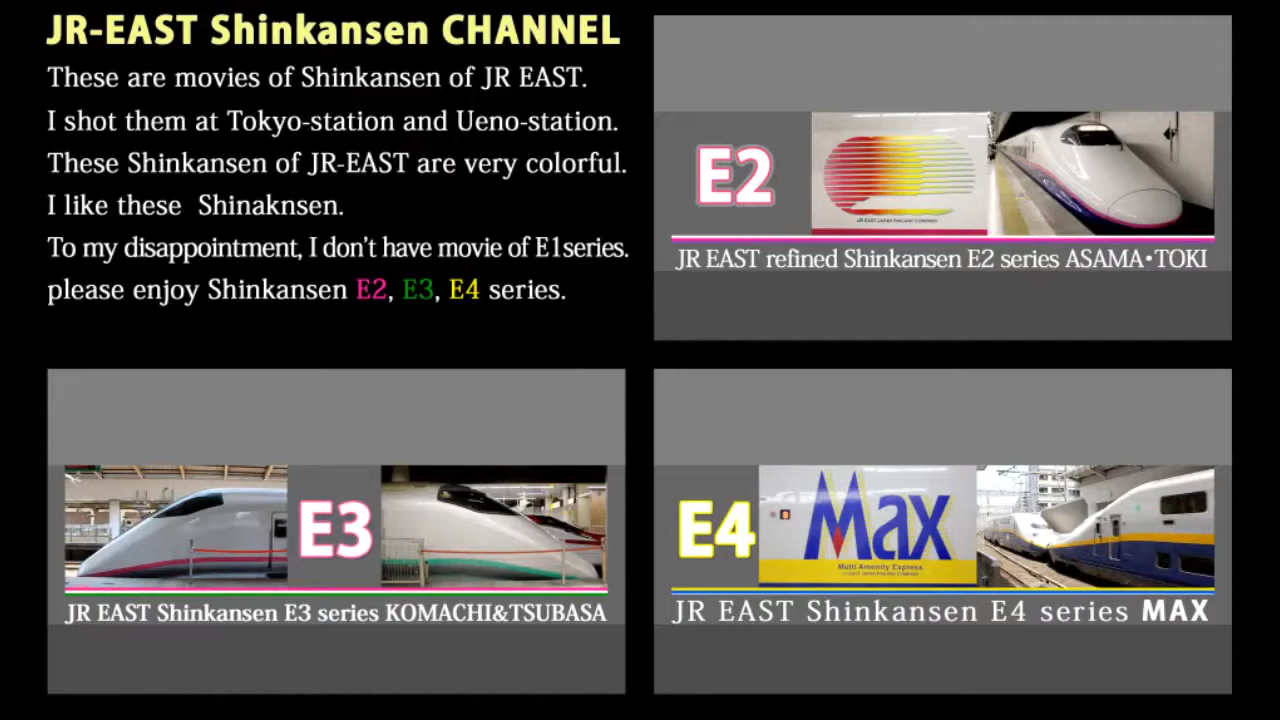 JR-EAST Shinkansen CHANNEL
These are movies of Shinkansen of JR EAST.
I shot them at Tokyo-station and Ueno-station.
These Shinkansen of JR-EAST are very colorful.
I like these Shinaknsen.
To my disappointment, I don't have movie of E1series.
please enjoy Shinkansen E2, E3, E4 series.
E2
JR EAST refined Shinkansen E2 series ASAMA・TOKI
E3
JR EAST Shinkansen E3 series KOMACHI&TSUBASA
E4
Max
Multi Amenity Express
JR EAST Shinkansen E4 series MAX